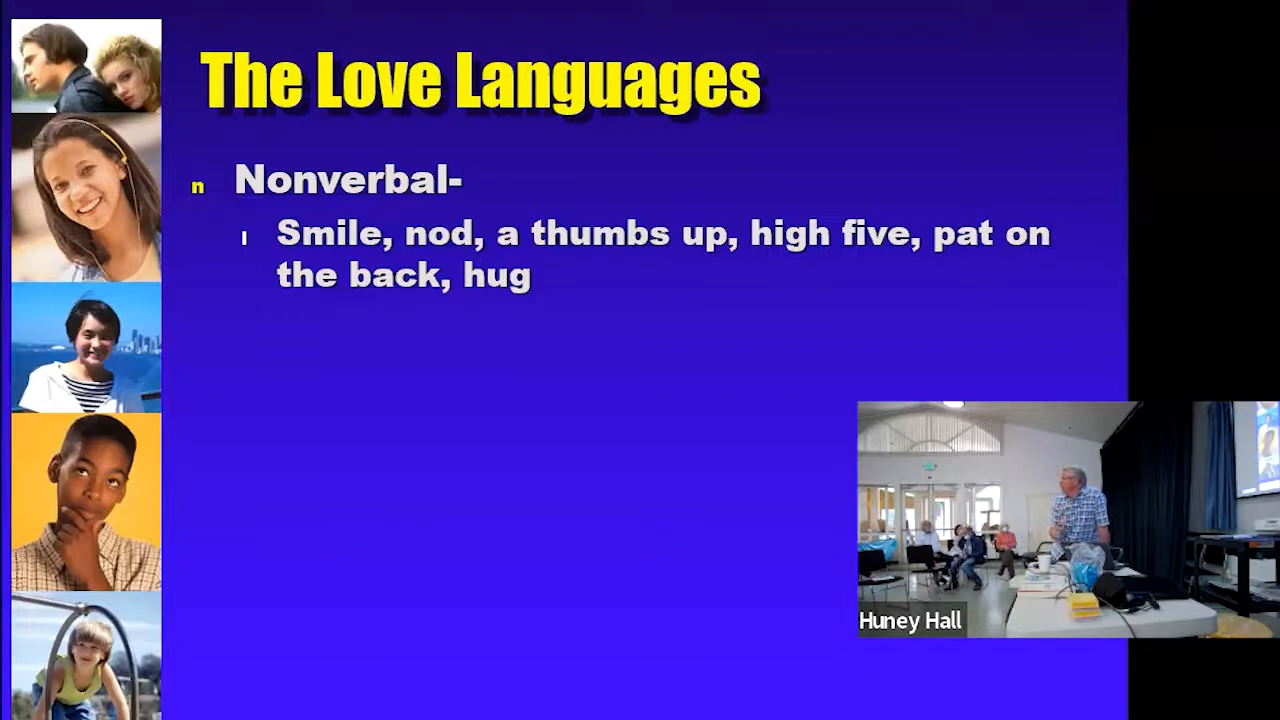 The Love Languages
n Nonverbal-
l Smile, nod, a thumbs up, high five, pat on
the back, hug
Huney Hall